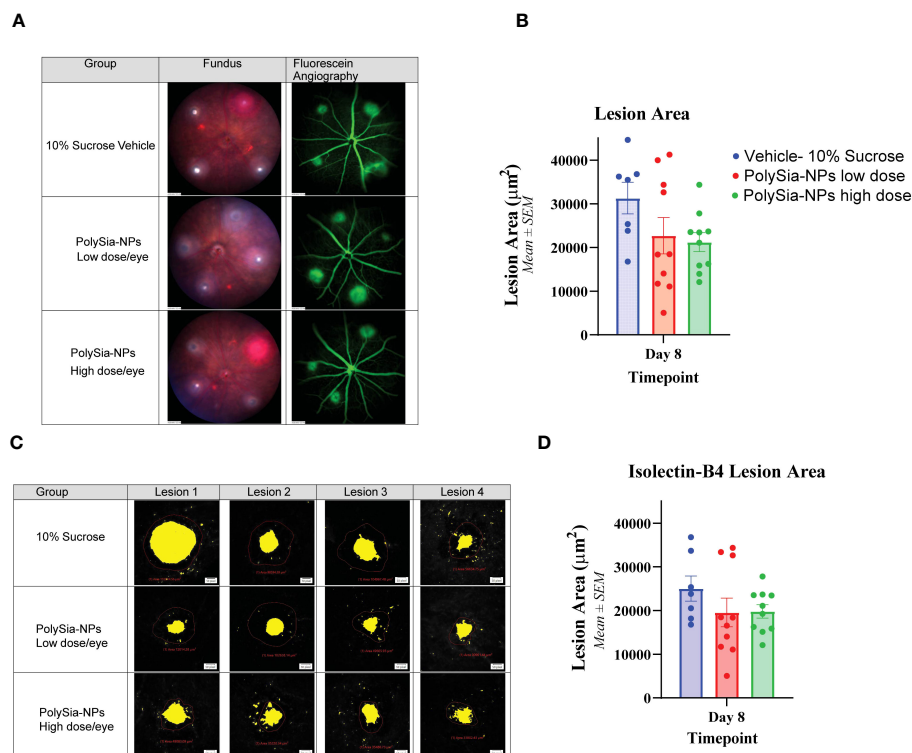 A
Group Fundus Fluorescein
Angiography
10% Sucrose Vehicle
PolySia-NPs
Low dose/eye
PolySia-NPs
High dose/eye
B
Lesion Area
Lesion Area (μm²)
Mean ± SEM
40000
30000
20000
10000
0
Day 8
Timepoint
Vehicle- 10% Sucrose
PolySia-NPs low dose
PolySia-NPs high dose
C
Group Lesion 1 Lesion 2 Lesion 3 Lesion 4
10% Sucrose
PolySia-NPs
Low dose/eye
PolySia-NPs
High dose/eye
D
Isolectin-B4 Lesion Area
Lesion Area (μm²)
Mean ± SEM
40000
30000
20000
10000
0
Day 8
Timepoint